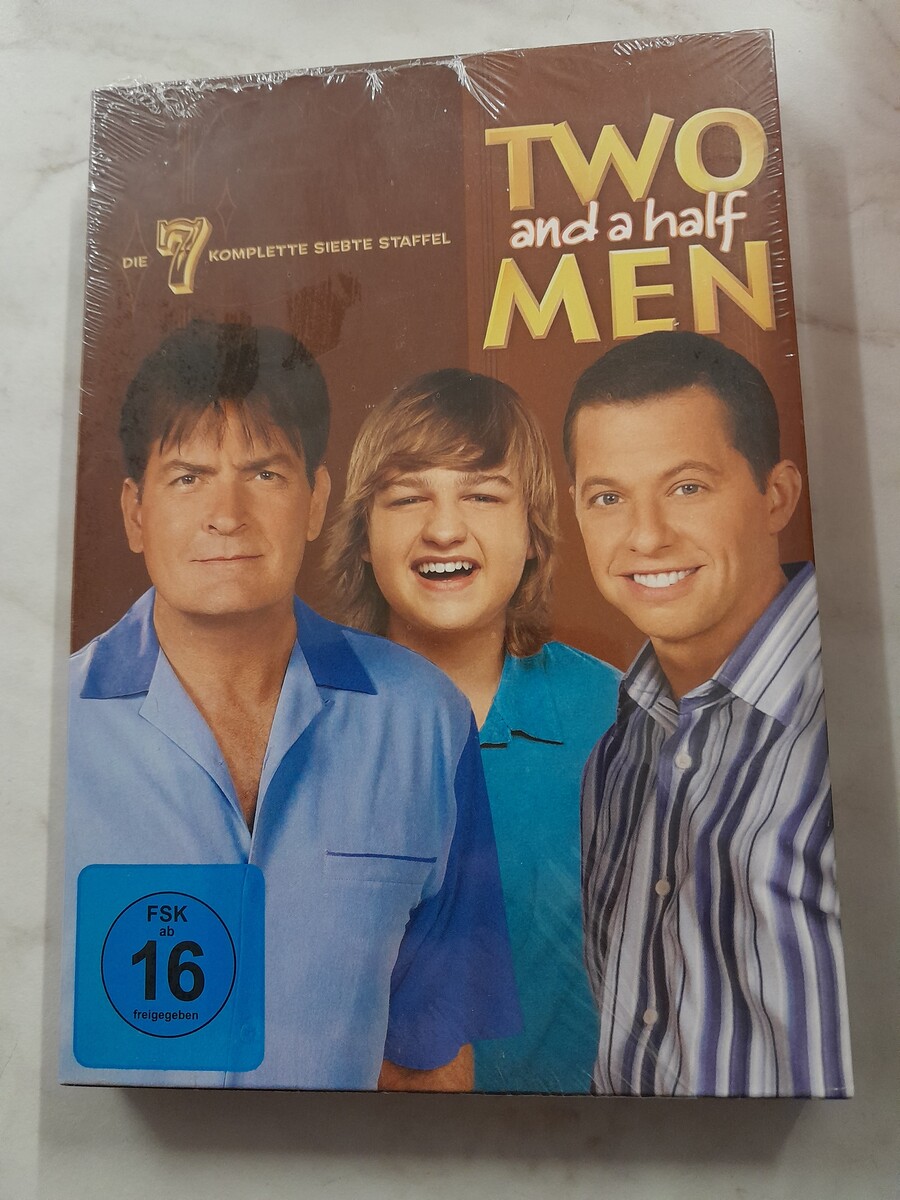 TWO
and a half
MEN
DIE 7 KOMPLETTE SIEBTE STAFFEL
FSK
ab
16
freigegeben